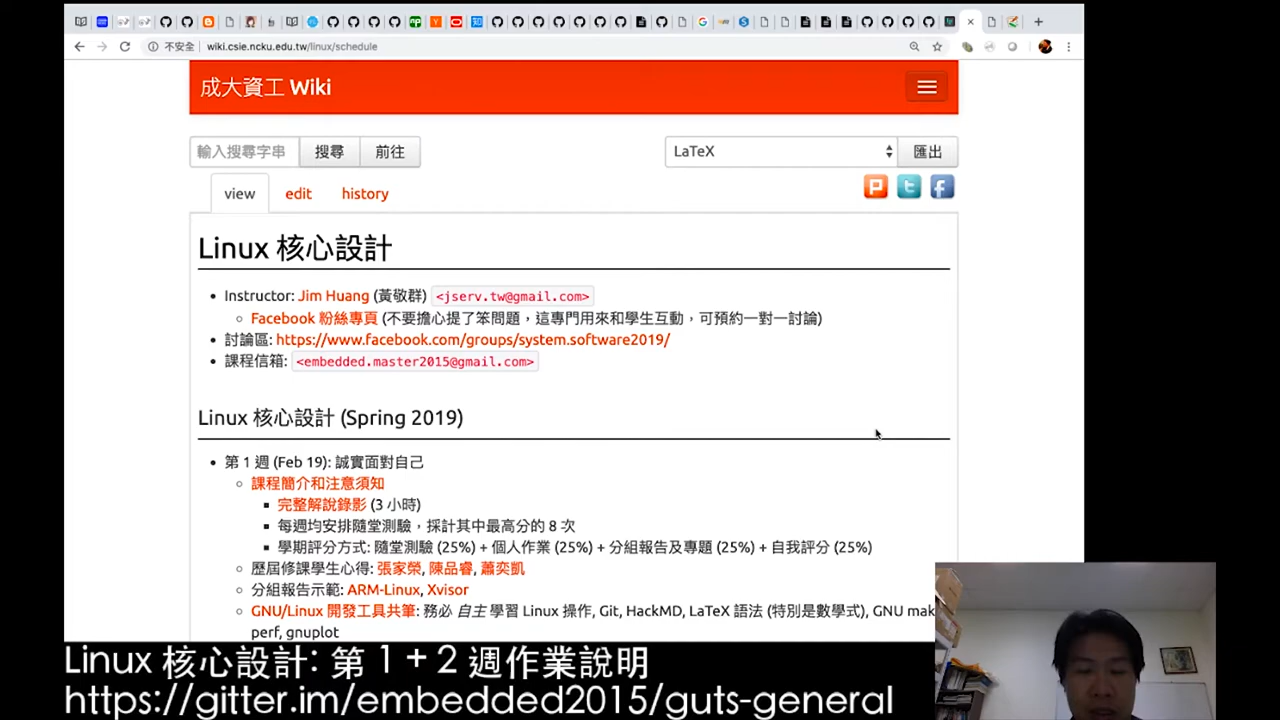 不安全 wiki.csie.ncku.edu.tw/linux/schedule
成大資工 Wiki
輸入搜尋字串 搜尋 前往 LaTeX 匯出
view edit history
Linux 核心設計
Instructor: Jim Huang (黃敬群) <jserv.tw@gmail.com>
Facebook 粉絲專頁 (不要擔心提了笨問題，這專門用來和學生互動，可預約一對一討論)
討論區: https://www.facebook.com/groups/system.software2019/
課程信箱: <embedded.master2015@gmail.com>
Linux 核心設計 (Spring 2019)
第 1 週 (Feb 19): 誠實面對自己
課程簡介和注意須知
完整解說錄影 (3 小時)
每週均安排隨堂測驗，採計其中最高分的 8 次
學期評分方式: 隨堂測驗 (25%) + 個人作業 (25%) + 分組報告及專題 (25%) + 自我評分 (25%)
歷屆修課學生心得: 張家榮, 陳品睿, 蕭奕凱
分組報告示範: ARM-Linux, Xvisor
GNU/Linux 開發工具共筆: 務必 自主 學習 Linux 操作, Git, HackMD, LaTeX 語法 (特別是數學式), GNU mak
perf, gnuplot
Linux 核心設計: 第 1 + 2 週作業說明
https://gitter.im/embedded2015/guts-general